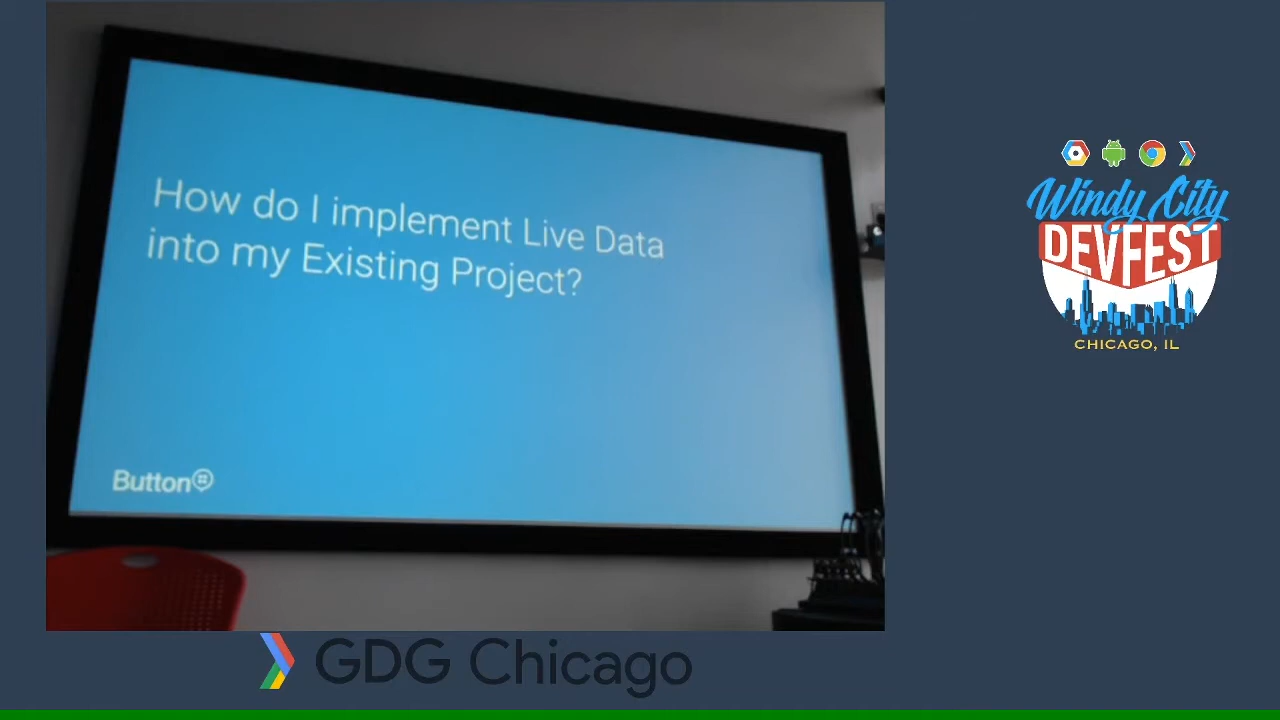 How do I implement Live Data
into my Existing Project?
Button
Windy City
DEVFEST
CHICAGO, IL
GDG Chicago